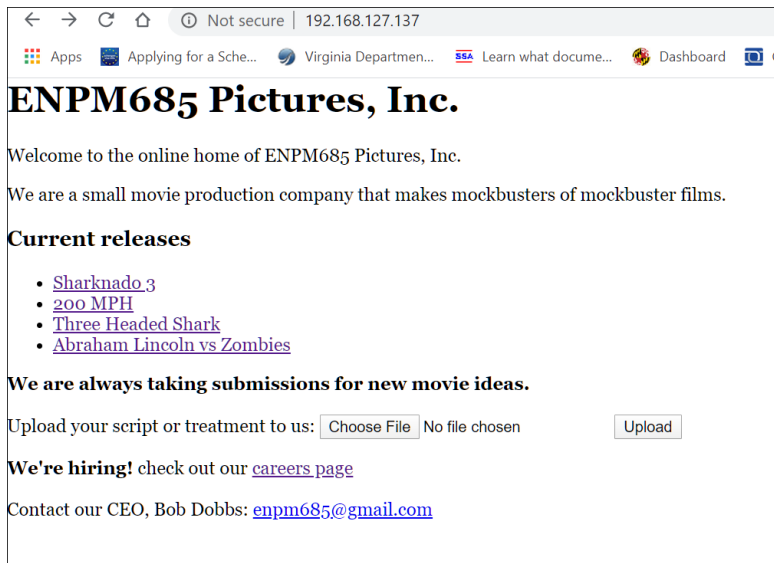 Not secure | 192.168.127.137
Apps Applying for a Sche... Virginia Departmen... SSA Learn what docume... Dashboard
ENPM685 Pictures, Inc.
Welcome to the online home of ENPM685 Pictures, Inc.
We are a small movie production company that makes mockbusters of mockbuster films.
Current releases
• Sharknado 3
• 200 MPH
• Three Headed Shark
• Abraham Lincoln vs Zombies
We are always taking submissions for new movie ideas.
Upload your script or treatment to us: Choose File No file chosen Upload
We're hiring! check out our careers page
Contact our CEO, Bob Dobbs: enpm685@gmail.com